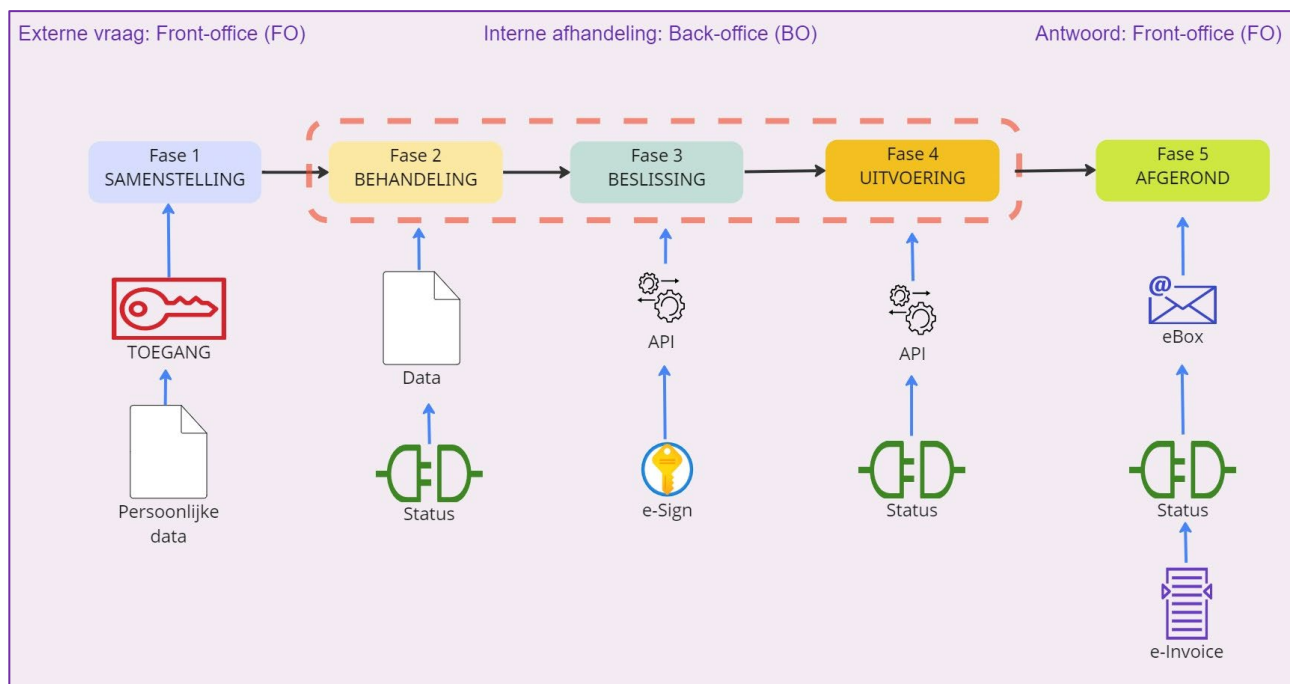 Externe vraag: Front-office (FO)
Interne afhandeling: Back-office (BO)
Antwoord: Front-office (FO)
Fase 1
SAMENSTELLING
Fase 2
BEHANDELING
Fase 3
BESLISSING
Fase 4
UITVOERING
Fase 5
AFGEROND
TOEGANG
Persoonlijke
data
Data
Status
API
e-Sign
API
Status
@
eBox
Status
e-Invoice